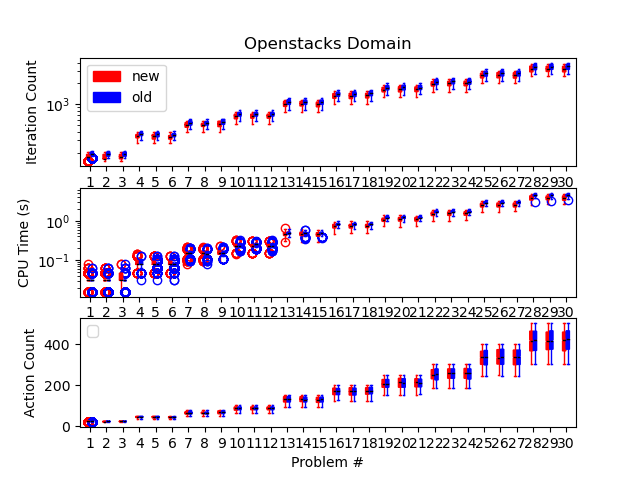 Openstacks Domain
Iteration Count
new
old
10³
1 2 3 4 5 6 7 8 9 10 11 12 13 14 15 16 17 18 19 20 21 22 23 24 25 26 27 28 29 30
CPU Time (s)
10⁰
10⁻¹
1 2 3 4 5 6 7 8 9 10 11 12 13 14 15 16 17 18 19 20 21 22 23 24 25 26 27 28 29 30
Action Count
400
200
0
1 2 3 4 5 6 7 8 9 10 11 12 13 14 15 16 17 18 19 20 21 22 23 24 25 26 27 28 29 30
Problem #